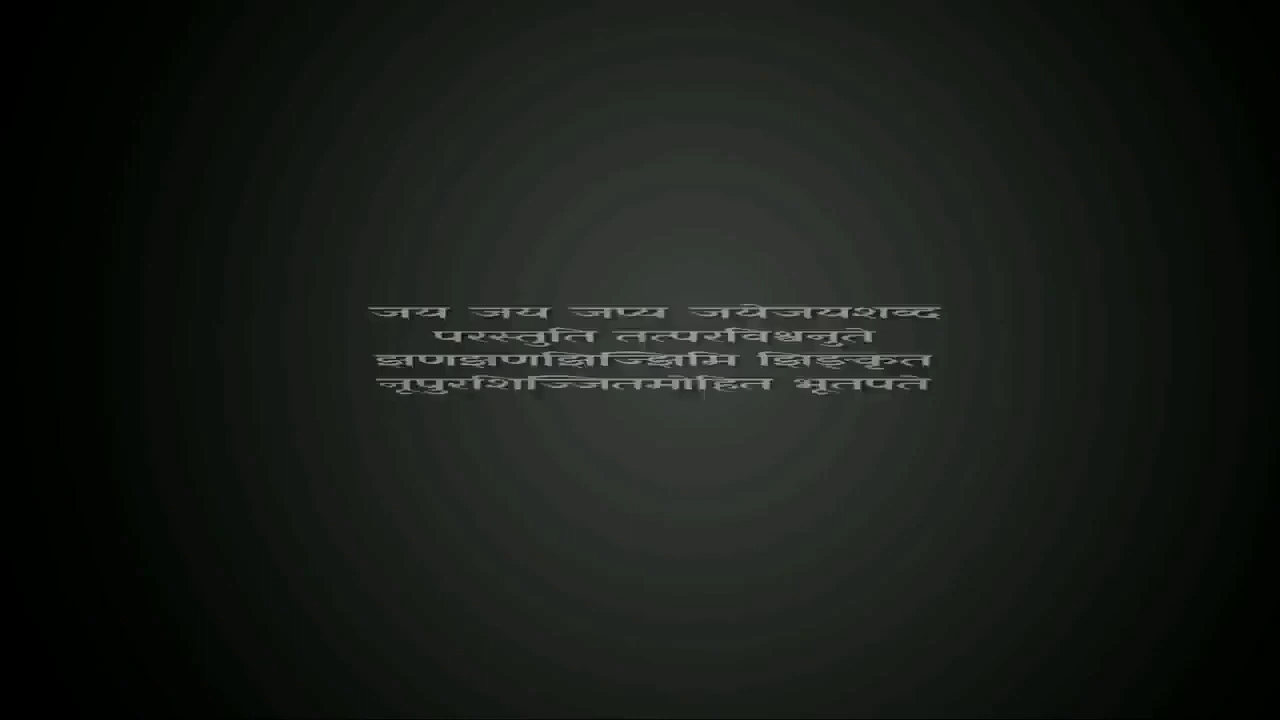 जय जय जप्य जयेजयशब्द
परस्तुति तत्परविश्वनुते
झणझणझिञ्झिमि झिङ्कृत
नूपुरशिञ्जितमोहित भूतपते